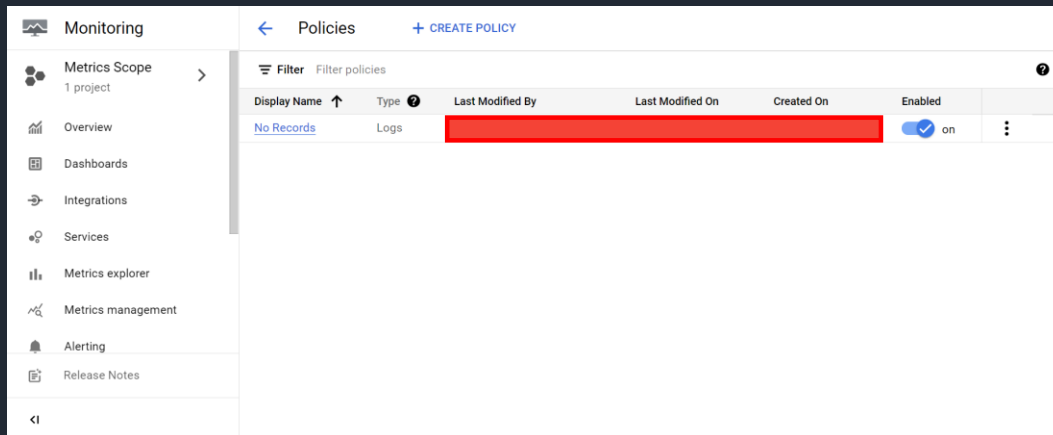 Monitoring
Policies
CREATE POLICY
Metrics Scope
1 project
Filter Filter policies
Display Name Type Last Modified By Last Modified On Created On Enabled
No Records Logs on
Overview
Dashboards
Integrations
Services
Metrics explorer
Metrics management
Alerting
Release Notes